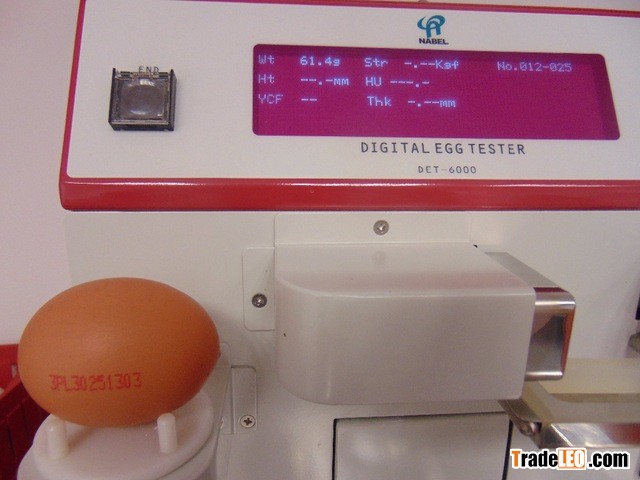 NABEL
END
Wt 61.4g Str -.--Kgf No.012-025
Ht --.-mm HU ---.-
YCF -- Thk -.--mm
DIGITAL EGG TESTER
DET-6000
3PL30251303
TradeLEO.com